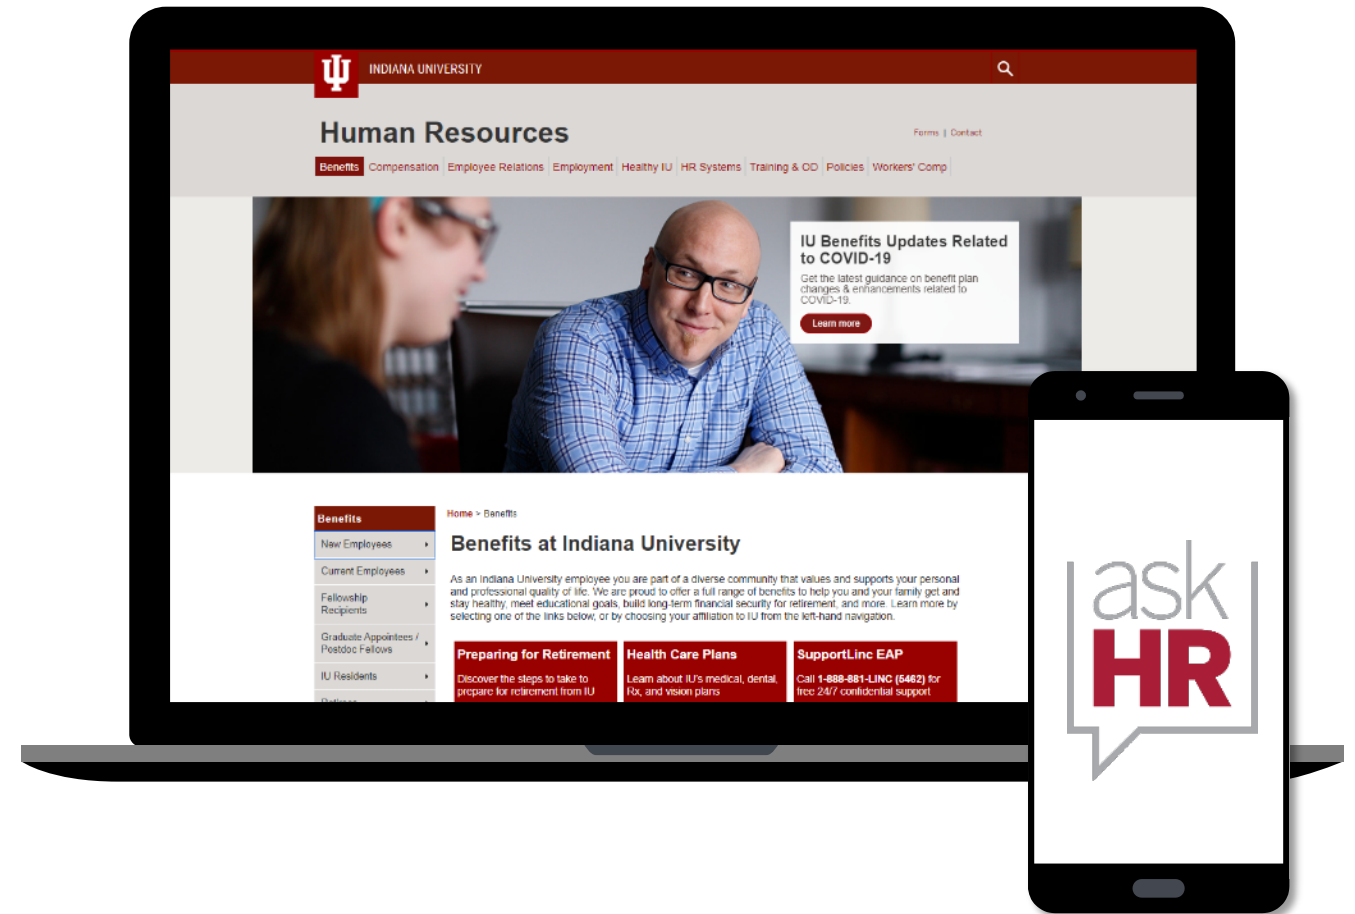 INDIANA UNIVERSITY
Human Resources
Forms | Contact
Benefits Compensation Employee Relations Employment Healthy IU HR Systems Training & OD Policies Workers' Comp
IU Benefits Updates Related
to COVID-19
Get the latest guidance on benefit plan
changes & enhancements related to
COVID-19.
Learn more
Benefits
New Employees
Current Employees
Fellowship
Recipients
Graduate Appointees /
Postdoc Fellows
IU Residents
Home > Benefits
Benefits at Indiana University
As an Indiana University employee you are part of a diverse community that values and supports your personal
and professional quality of life. We are proud to offer a full range of benefits to help you and your family get and
stay healthy, meet educational goals, build long-term financial security for retirement, and more. Learn more by
selecting one of the links below, or by choosing your affiliation to IU from the left-hand navigation.
Preparing for Retirement
Discover the steps to take to
prepare for retirement from IU
Health Care Plans
Learn about IU's medical, dental,
Rx, and vision plans
SupportLinc EAP
Call 1-888-881-LINC (5462) for
free 24/7 confidential support
ask
HR